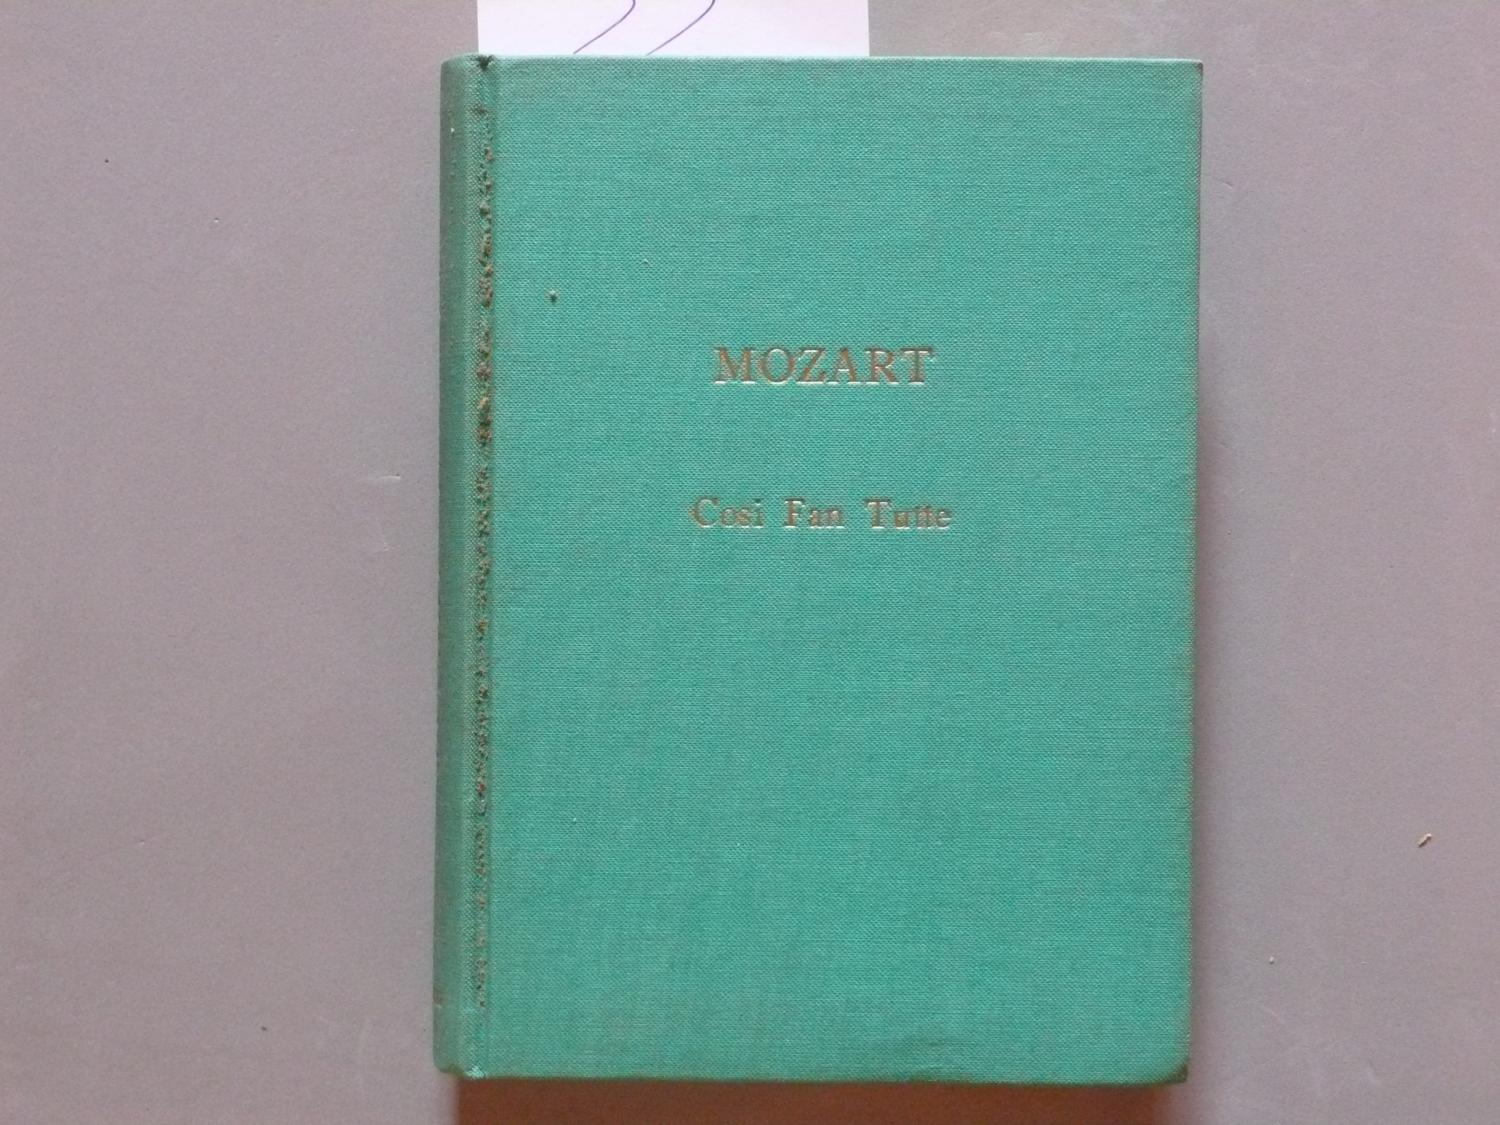 MOZART
Cosi Fan Tutte